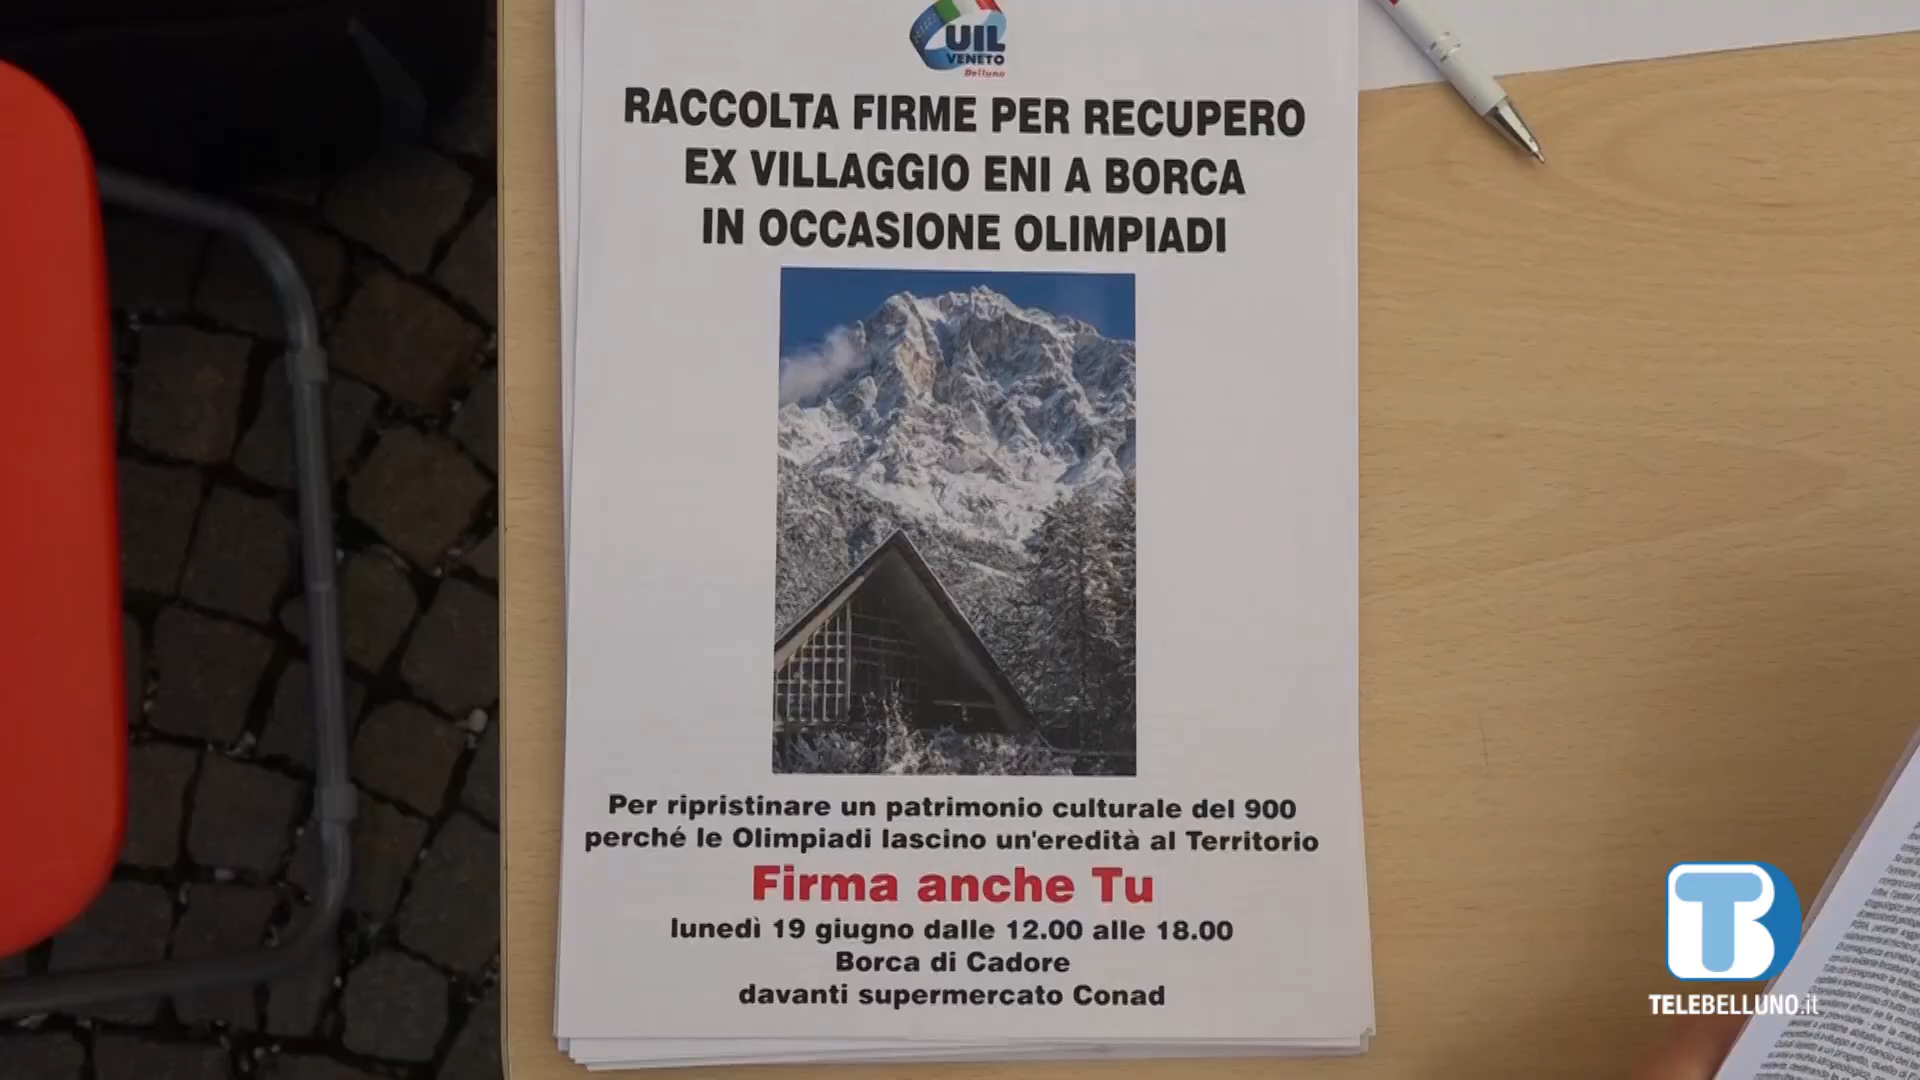 UIL
VENETO
Belluno
RACCOLTA FIRME PER RECUPERO
EX VILLAGGIO ENI A BORCA
IN OCCASIONE OLIMPIADI
Per ripristinare un patrimonio culturale del 900
perché le Olimpiadi lascino un'eredità al Territorio
Firma anche Tu
lunedì 19 giugno dalle 12.00 alle 18.00
Borca di Cadore
davanti supermercato Conad
TB
TELEBELLUNO.it